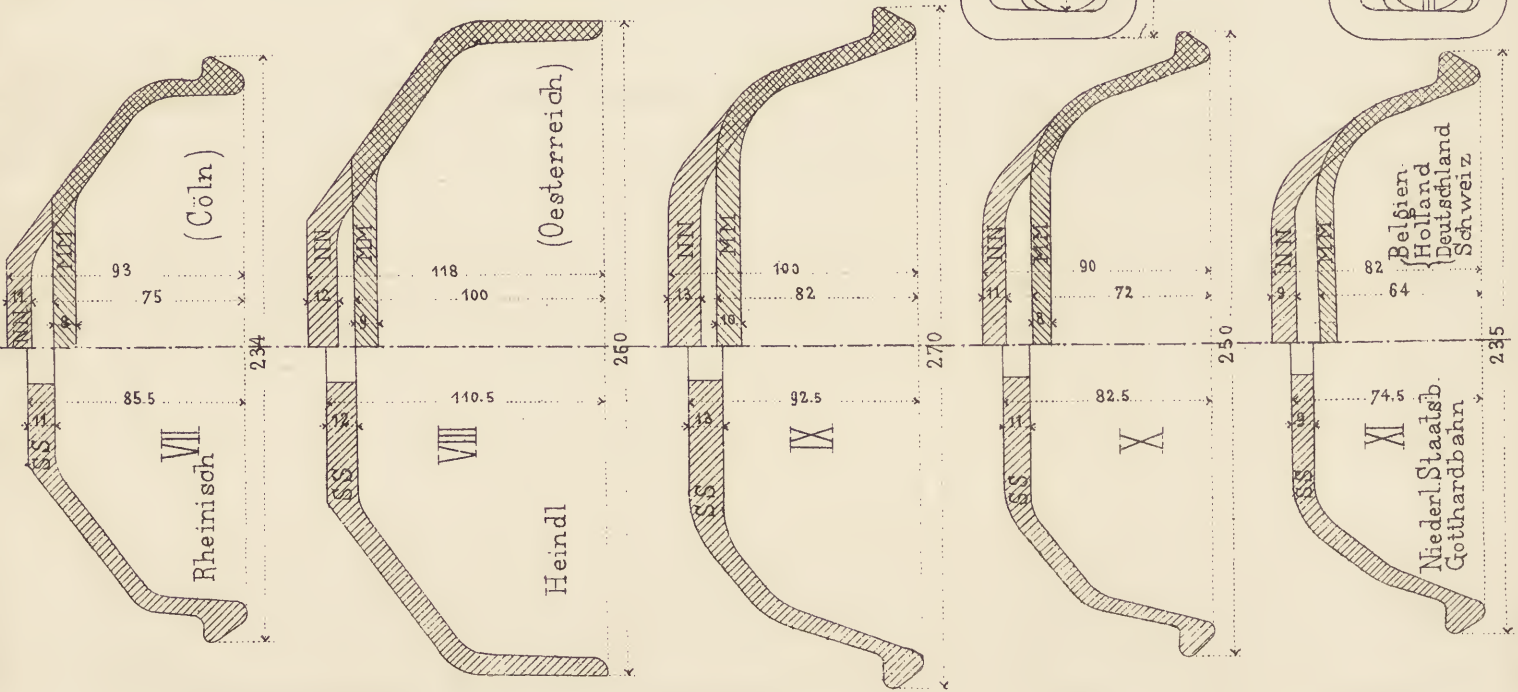 NN
MM
11
8
93
75
(Cöln)
234
85.5
11
SS
VII
Rheinisch
NN
MM
12
9
118
100
(Oesterreich)
260
110.5
12
SS
VIII
Heindl
NN
MM
13
10
100
82
270
92.5
13
SS
IX
NN
MM
11
8
90
72
250
82.5
11
SS
X
NN
MM
9
82
64
Belgien
Holland
Deutschland
Schweiz
235
74.5
9
SS
XI
Niederl. Staatsb.
Gotthardbahn